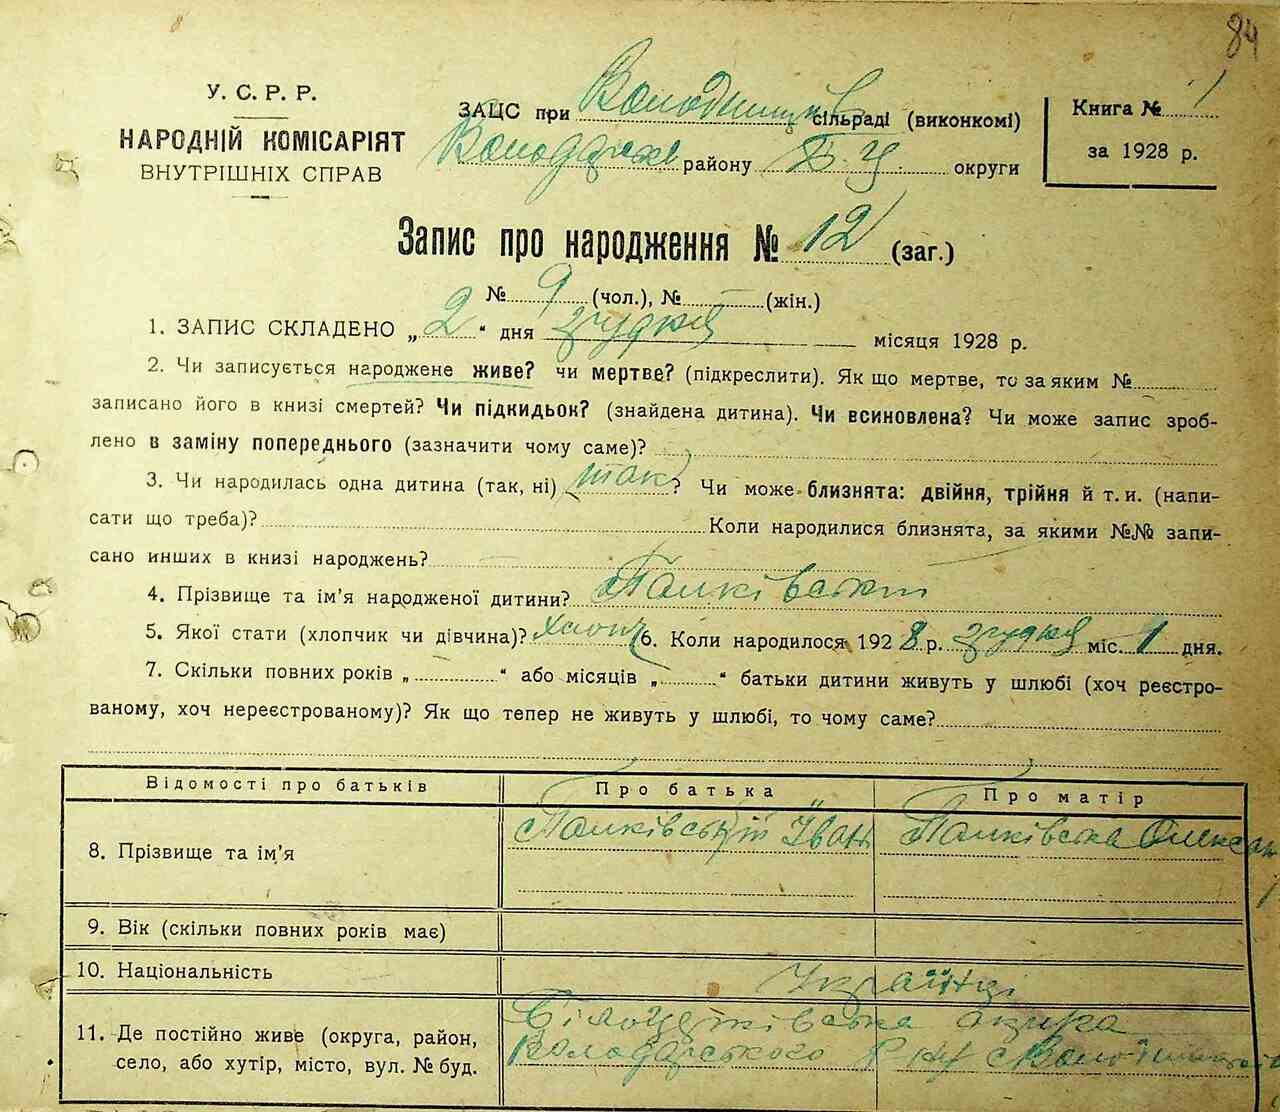 84
У. С. Р. Р.
НАРОДНІЙ КОМІСАРІЯТ
ВНУТРІШНІХ СПРАВ
ЗАЦС при сільраді (виконкомі)
району Б. Ц. округи
Книга № 1
за 1928 р.
Запис про народження № 12 (заг.)
№ 9 (чол.), № — (жін.)
1. ЗАПИС СКЛАДЕНО „ 2 “ дня грудня місяця 1928 р.
2. Чи записується народжене живе? чи мертве? (підкреслити). Як що мертве, то за яким №
записано його в книзі смертей? Чи підкидьок? (знайдена дитина). Чи всиновлена? Чи може запис зроб-
лено в заміну попереднього (зазначити чому саме)?
3. Чи народилась одна дитина (так, ні) так? Чи може близнята: двійня, трійня й т. и. (напи-
сати що треба)? Коли народилися близнята, за якими №№ запи-
сано инших в книзі народжень?
4. Прізвище та ім’я народженої дитини?
5. Якої стати (хлопчик чи дівчина)? хлопч 6. Коли народилося 1928 р. грудня міс. 1 дня.
7. Скільки повних років „ “ або місяців „ “ батьки дитини живуть у шлюбі (хоч реєстро-
ваному, хоч нереєстрованому)? Як що тепер не живуть у шлюбі, то чому саме?
Відомості про батьків Про батька Про матір
8. Прізвище та ім’я Іван
9. Вік (скільки повних років має)
10. Національність Українці
11. Де постійно живе (округа, район, Білоцерківська округа
село, або хутір, місто, вул. № буд. Володарського р-ну